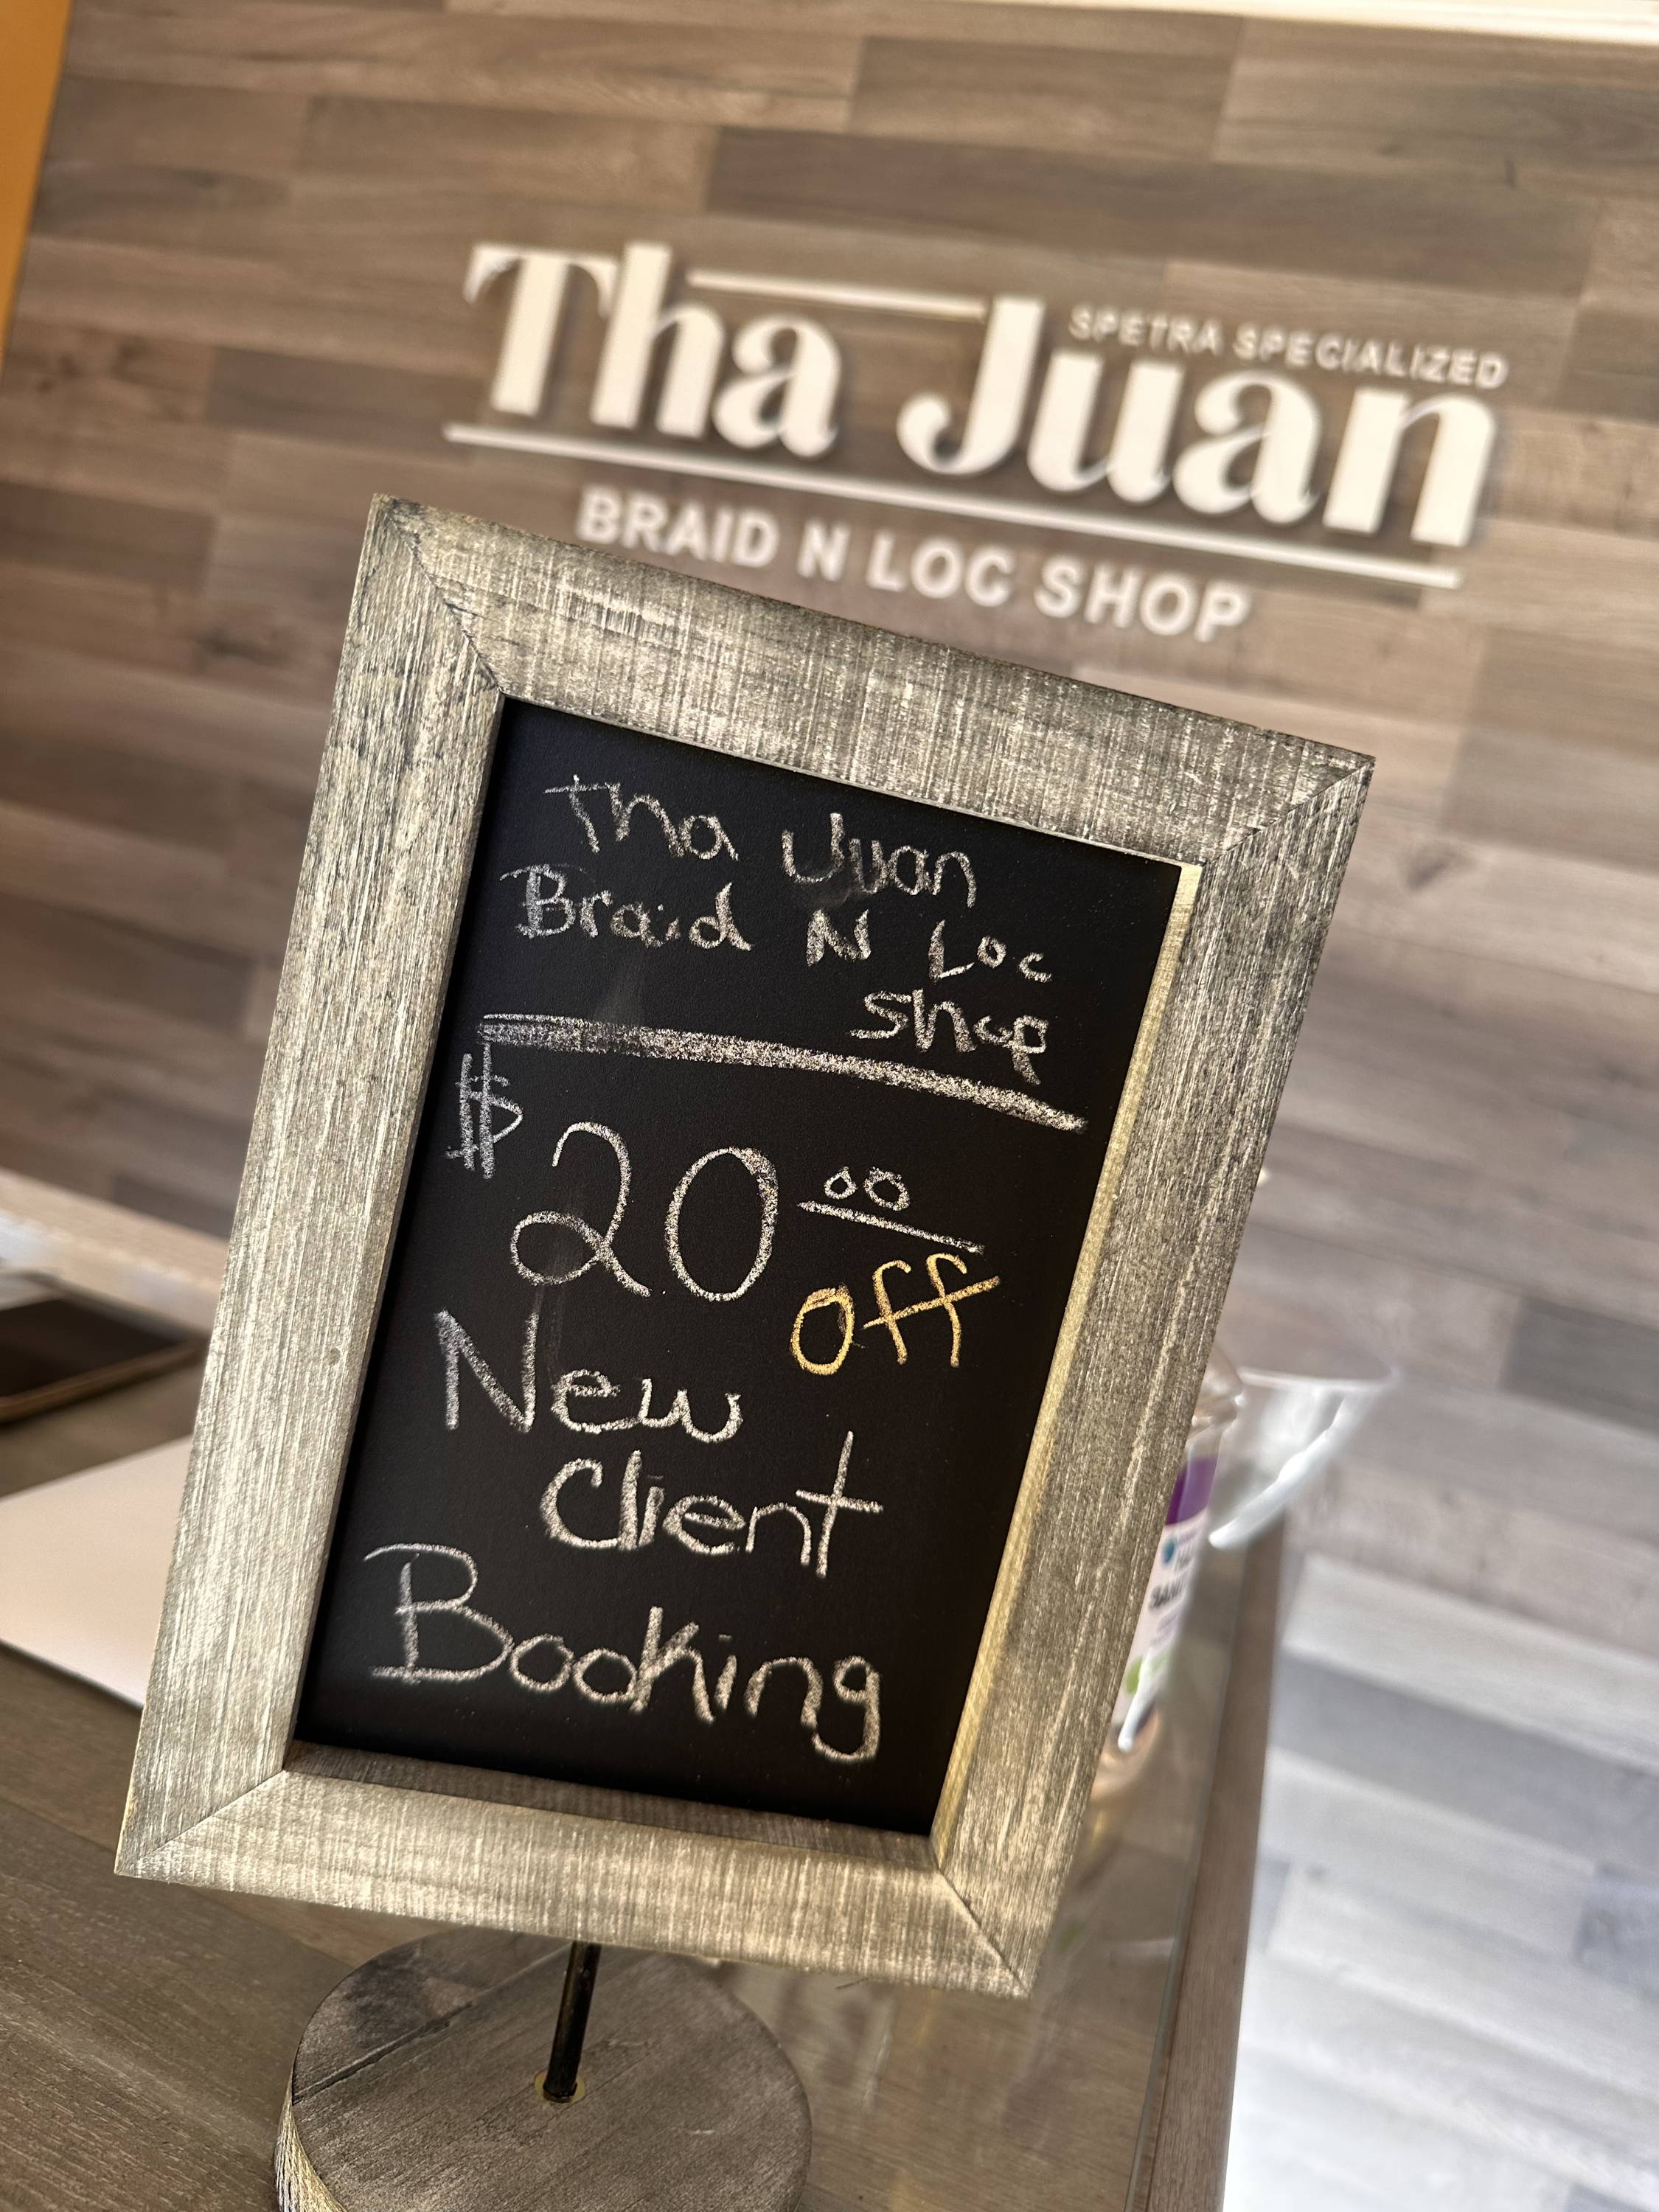 Tha Juan
SPETRA SPECIALIZED
BRAID N LOC SHOP
Tha Juan
Braid N Loc
Shop
$20.00
off
New
Client
Booking